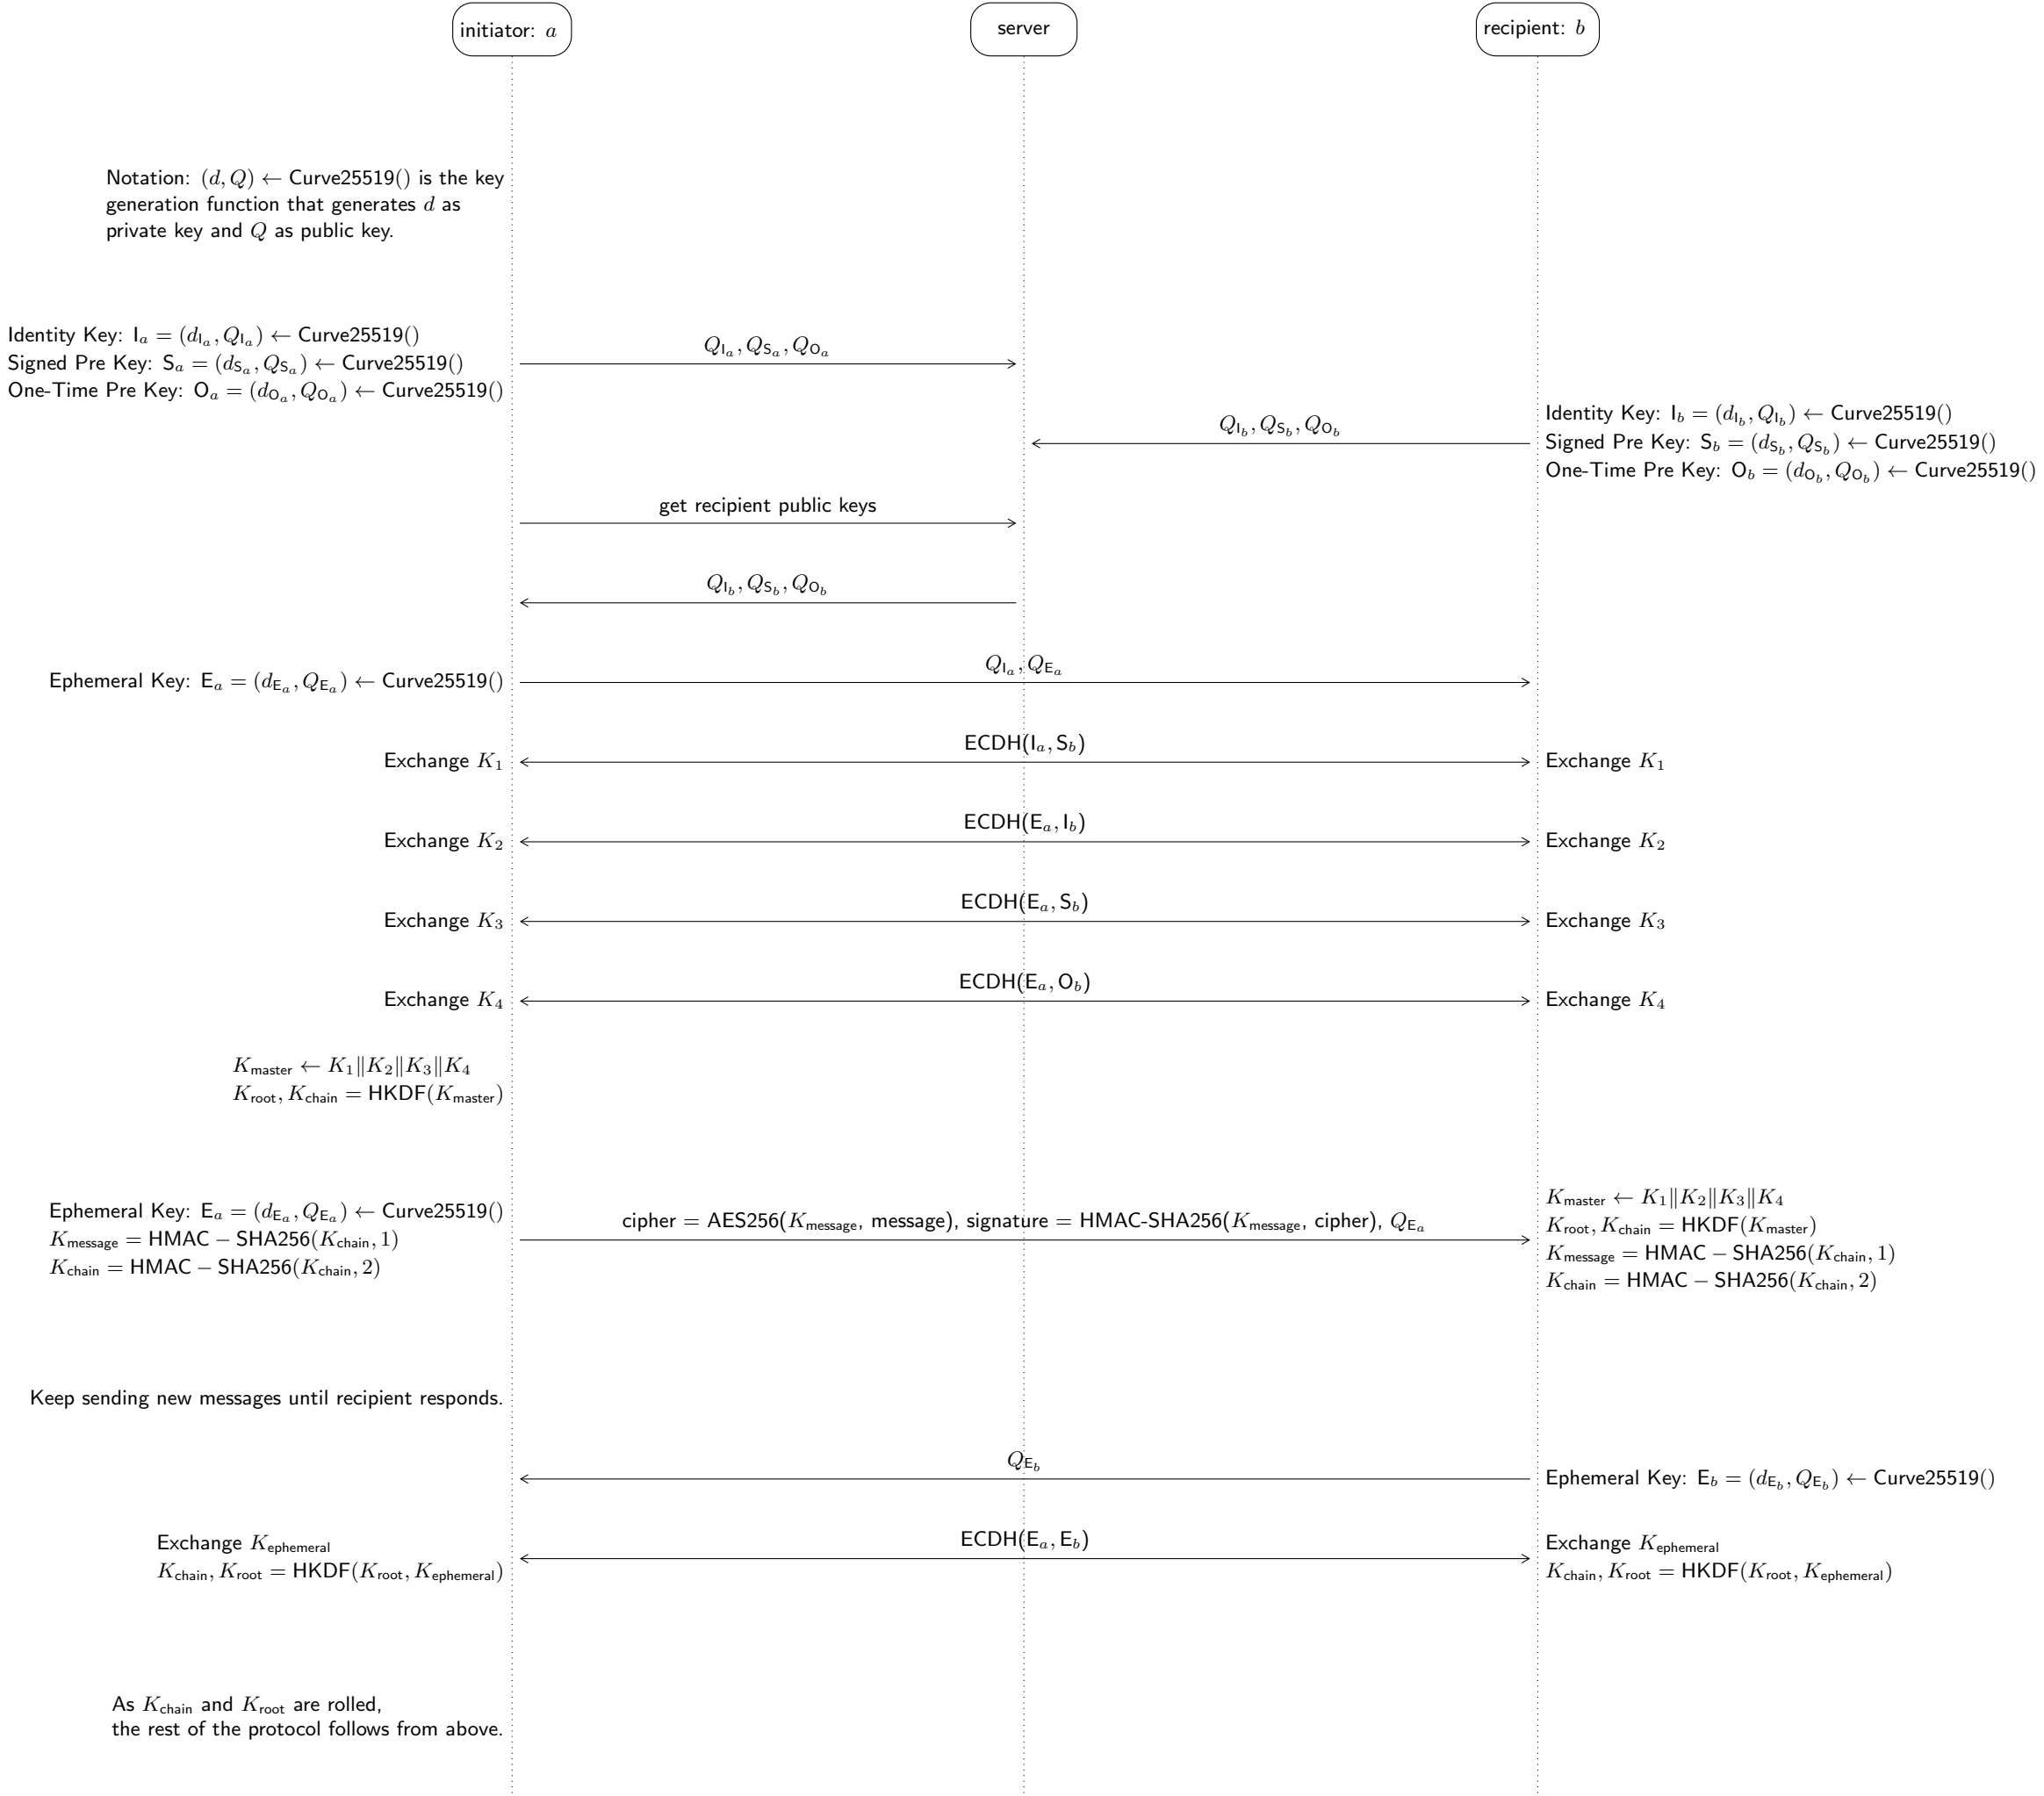 initiator: a
server
recipient: b
Notation: (d, Q) ← Curve25519() is the key
generation function that generates d as
private key and Q as public key.
Identity Key: I_a = (d_{I_a}, Q_{I_a}) ← Curve25519()
Signed Pre Key: S_a = (d_{S_a}, Q_{S_a}) ← Curve25519()
One-Time Pre Key: O_a = (d_{O_a}, Q_{O_a}) ← Curve25519()
Q_{I_a}, Q_{S_a}, Q_{O_a}
Q_{I_b}, Q_{S_b}, Q_{O_b}
Identity Key: I_b = (d_{I_b}, Q_{I_b}) ← Curve25519()
Signed Pre Key: S_b = (d_{S_b}, Q_{S_b}) ← Curve25519()
One-Time Pre Key: O_b = (d_{O_b}, Q_{O_b}) ← Curve25519()
get recipient public keys
Q_{I_b}, Q_{S_b}, Q_{O_b}
Ephemeral Key: E_a = (d_{E_a}, Q_{E_a}) ← Curve25519()
Q_{I_a}, Q_{E_a}
Exchange K_1
ECDH(I_a, S_b)
Exchange K_1
Exchange K_2
ECDH(E_a, I_b)
Exchange K_2
Exchange K_3
ECDH(E_a, S_b)
Exchange K_3
Exchange K_4
ECDH(E_a, O_b)
Exchange K_4
K_master ← K_1‖K_2‖K_3‖K_4
K_root, K_chain = HKDF(K_master)
Ephemeral Key: E_a = (d_{E_a}, Q_{E_a}) ← Curve25519()
K_message = HMAC − SHA256(K_chain, 1)
K_chain = HMAC − SHA256(K_chain, 2)
cipher = AES256(K_message, message), signature = HMAC-SHA256(K_message, cipher), Q_{E_a}
K_master ← K_1‖K_2‖K_3‖K_4
K_root, K_chain = HKDF(K_master)
K_message = HMAC − SHA256(K_chain, 1)
K_chain = HMAC − SHA256(K_chain, 2)
Keep sending new messages until recipient responds.
Q_{E_b}
Ephemeral Key: E_b = (d_{E_b}, Q_{E_b}) ← Curve25519()
Exchange K_ephemeral
K_chain, K_root = HKDF(K_root, K_ephemeral)
ECDH(E_a, E_b)
Exchange K_ephemeral
K_chain, K_root = HKDF(K_root, K_ephemeral)
As K_chain and K_root are rolled,
the rest of the protocol follows from above.